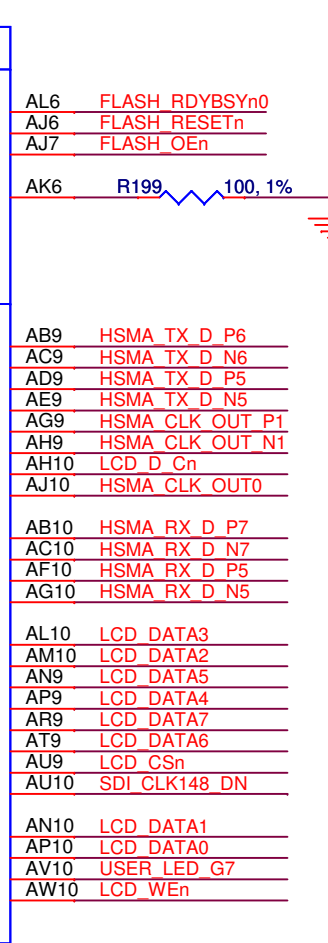 AL6 FLASH_RDYBSYn0
AJ6 FLASH_RESETn
AJ7 FLASH_OEn
AK6 R199 100, 1%
AB9 HSMA_TX_D_P6
AC9 HSMA_TX_D_N6
AD9 HSMA_TX_D_P5
AE9 HSMA_TX_D_N5
AG9 HSMA_CLK_OUT_P1
AH9 HSMA_CLK_OUT_N1
AH10 LCD_D_Cn
AJ10 HSMA_CLK_OUT0
AB10 HSMA_RX_D_P7
AC10 HSMA_RX_D_N7
AF10 HSMA_RX_D_P5
AG10 HSMA_RX_D_N5
AL10 LCD_DATA3
AM10 LCD_DATA2
AN9 LCD_DATA5
AP9 LCD_DATA4
AR9 LCD_DATA7
AT9 LCD_DATA6
AU9 LCD_CSn
AU10 SDI_CLK148_DN
AN10 LCD_DATA1
AP10 LCD_DATA0
AV10 USER_LED_G7
AW10 LCD_WEn